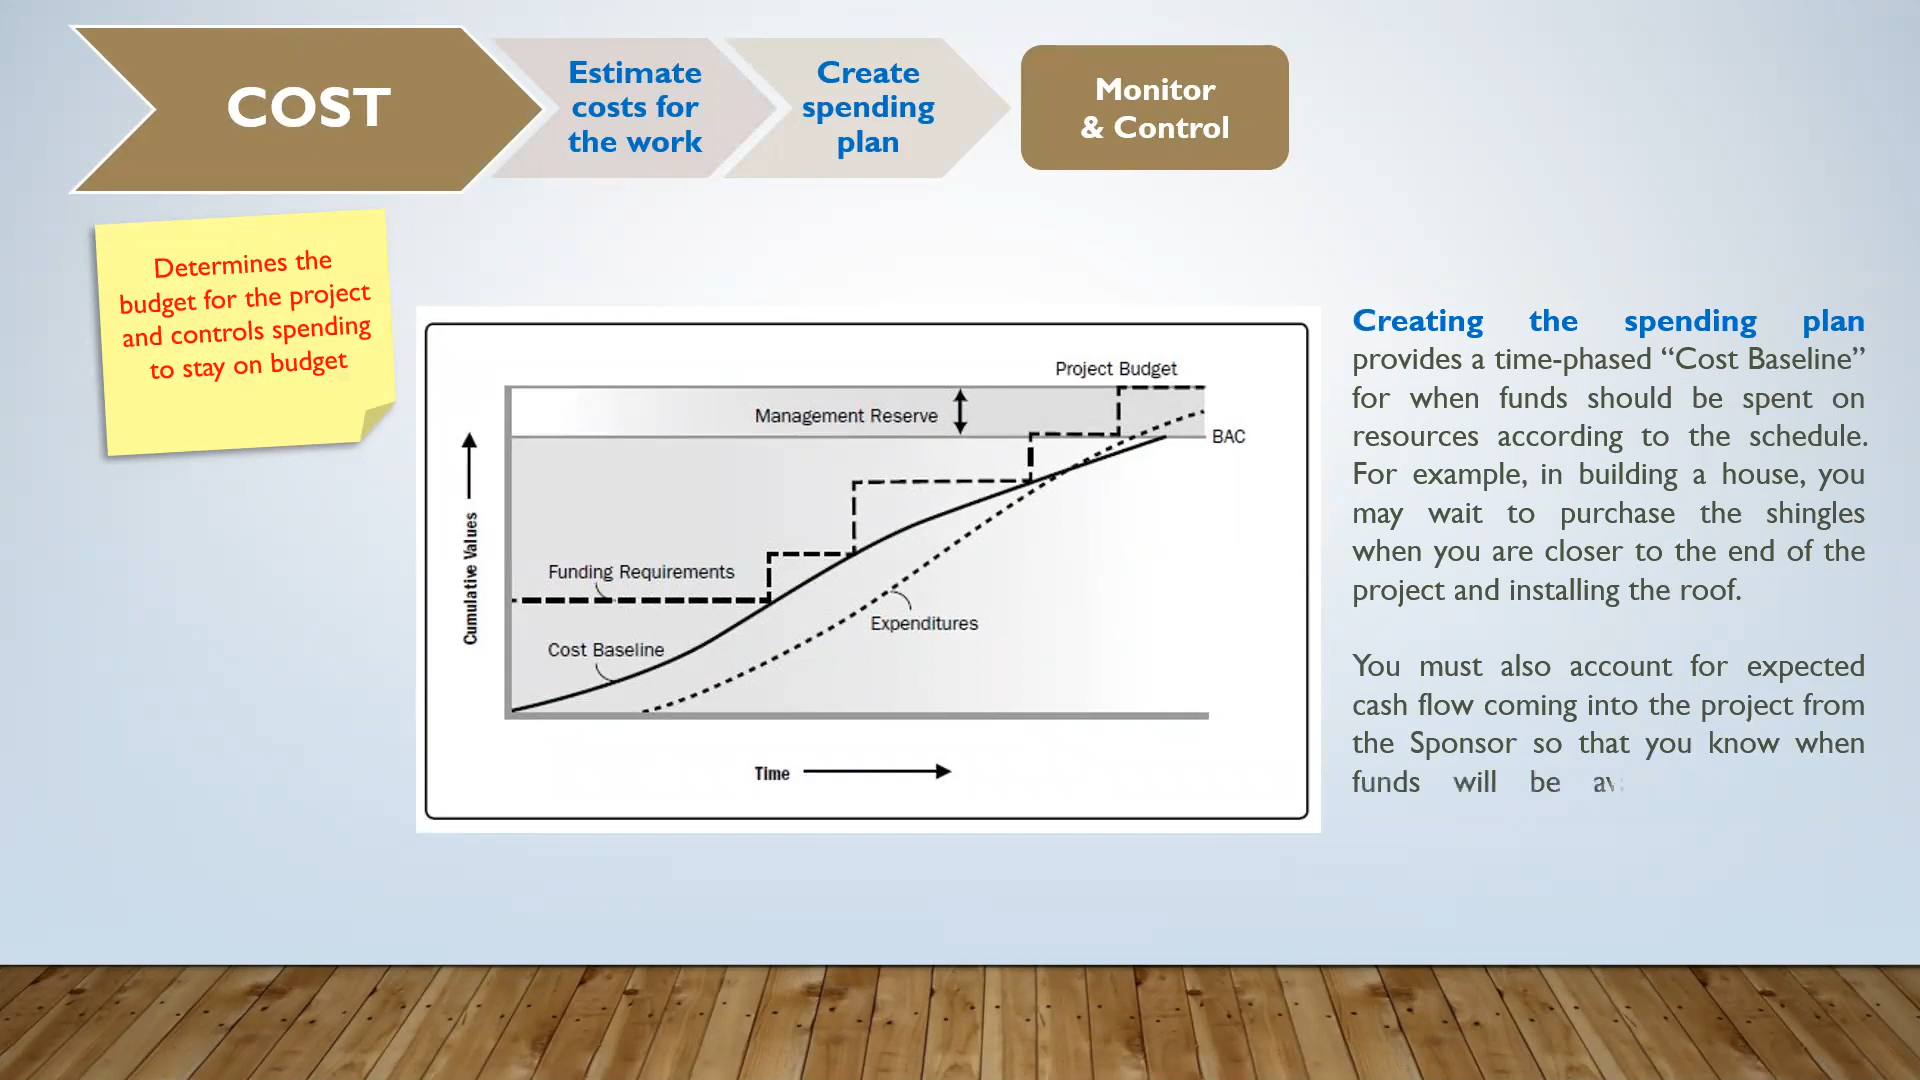 COST
Estimate
costs for
the work
Create
spending
plan
Monitor
& Control
Determines the
budget for the project
and controls spending
to stay on budget
Project Budget
Management Reserve
BAC
Cumulative Values
Funding Requirements
Expenditures
Cost Baseline
Time
Creating the spending plan
provides a time-phased “Cost Baseline”
for when funds should be spent on
resources according to the schedule.
For example, in building a house, you
may wait to purchase the shingles
when you are closer to the end of the
project and installing the roof.
You must also account for expected
cash flow coming into the project from
the Sponsor so that you know when
funds will be